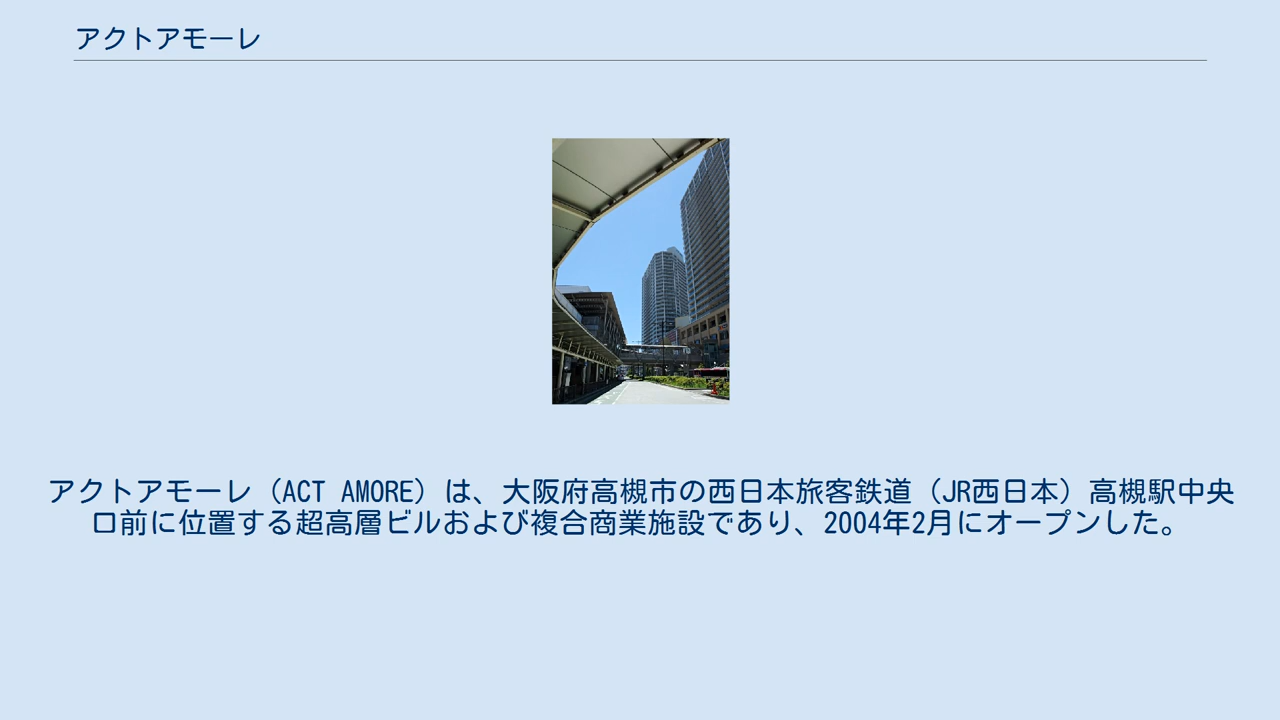 アクトアモーレ
アクトアモーレ（ACT AMORE）は、大阪府高槻市の西日本旅客鉄道（JR西日本）高槻駅中央
口前に位置する超高層ビルおよび複合商業施設であり、2004年2月にオープンした。